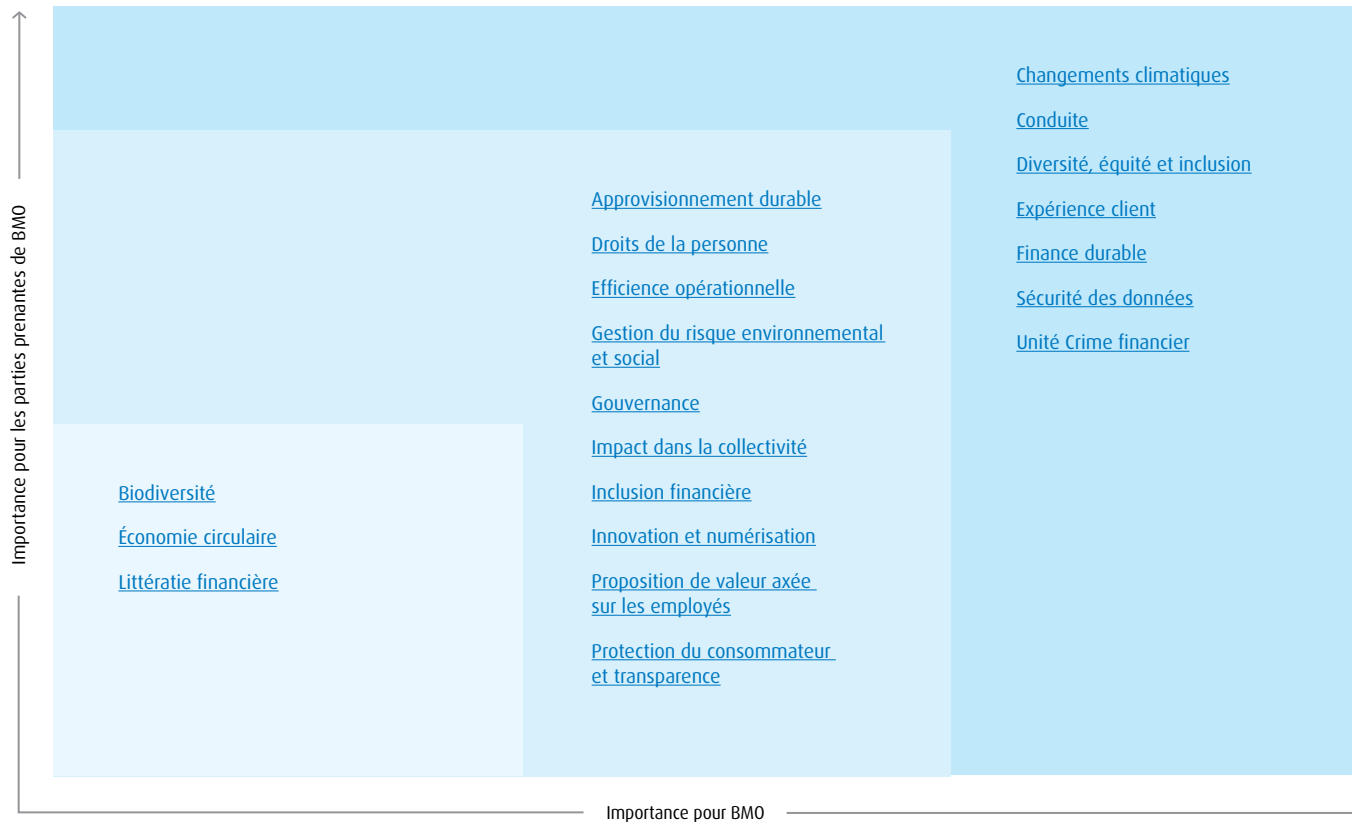 Importance pour les parties prenantes de BMO
Biodiversité
Économie circulaire
Littératie financière
Approvisionnement durable
Droits de la personne
Efficience opérationnelle
Gestion du risque environnemental
et social
Gouvernance
Impact dans la collectivité
Inclusion financière
Innovation et numérisation
Proposition de valeur axée
sur les employés
Protection du consommateur
et transparence
Changements climatiques
Conduite
Diversité, équité et inclusion
Expérience client
Finance durable
Sécurité des données
Unité Crime financier
Importance pour BMO